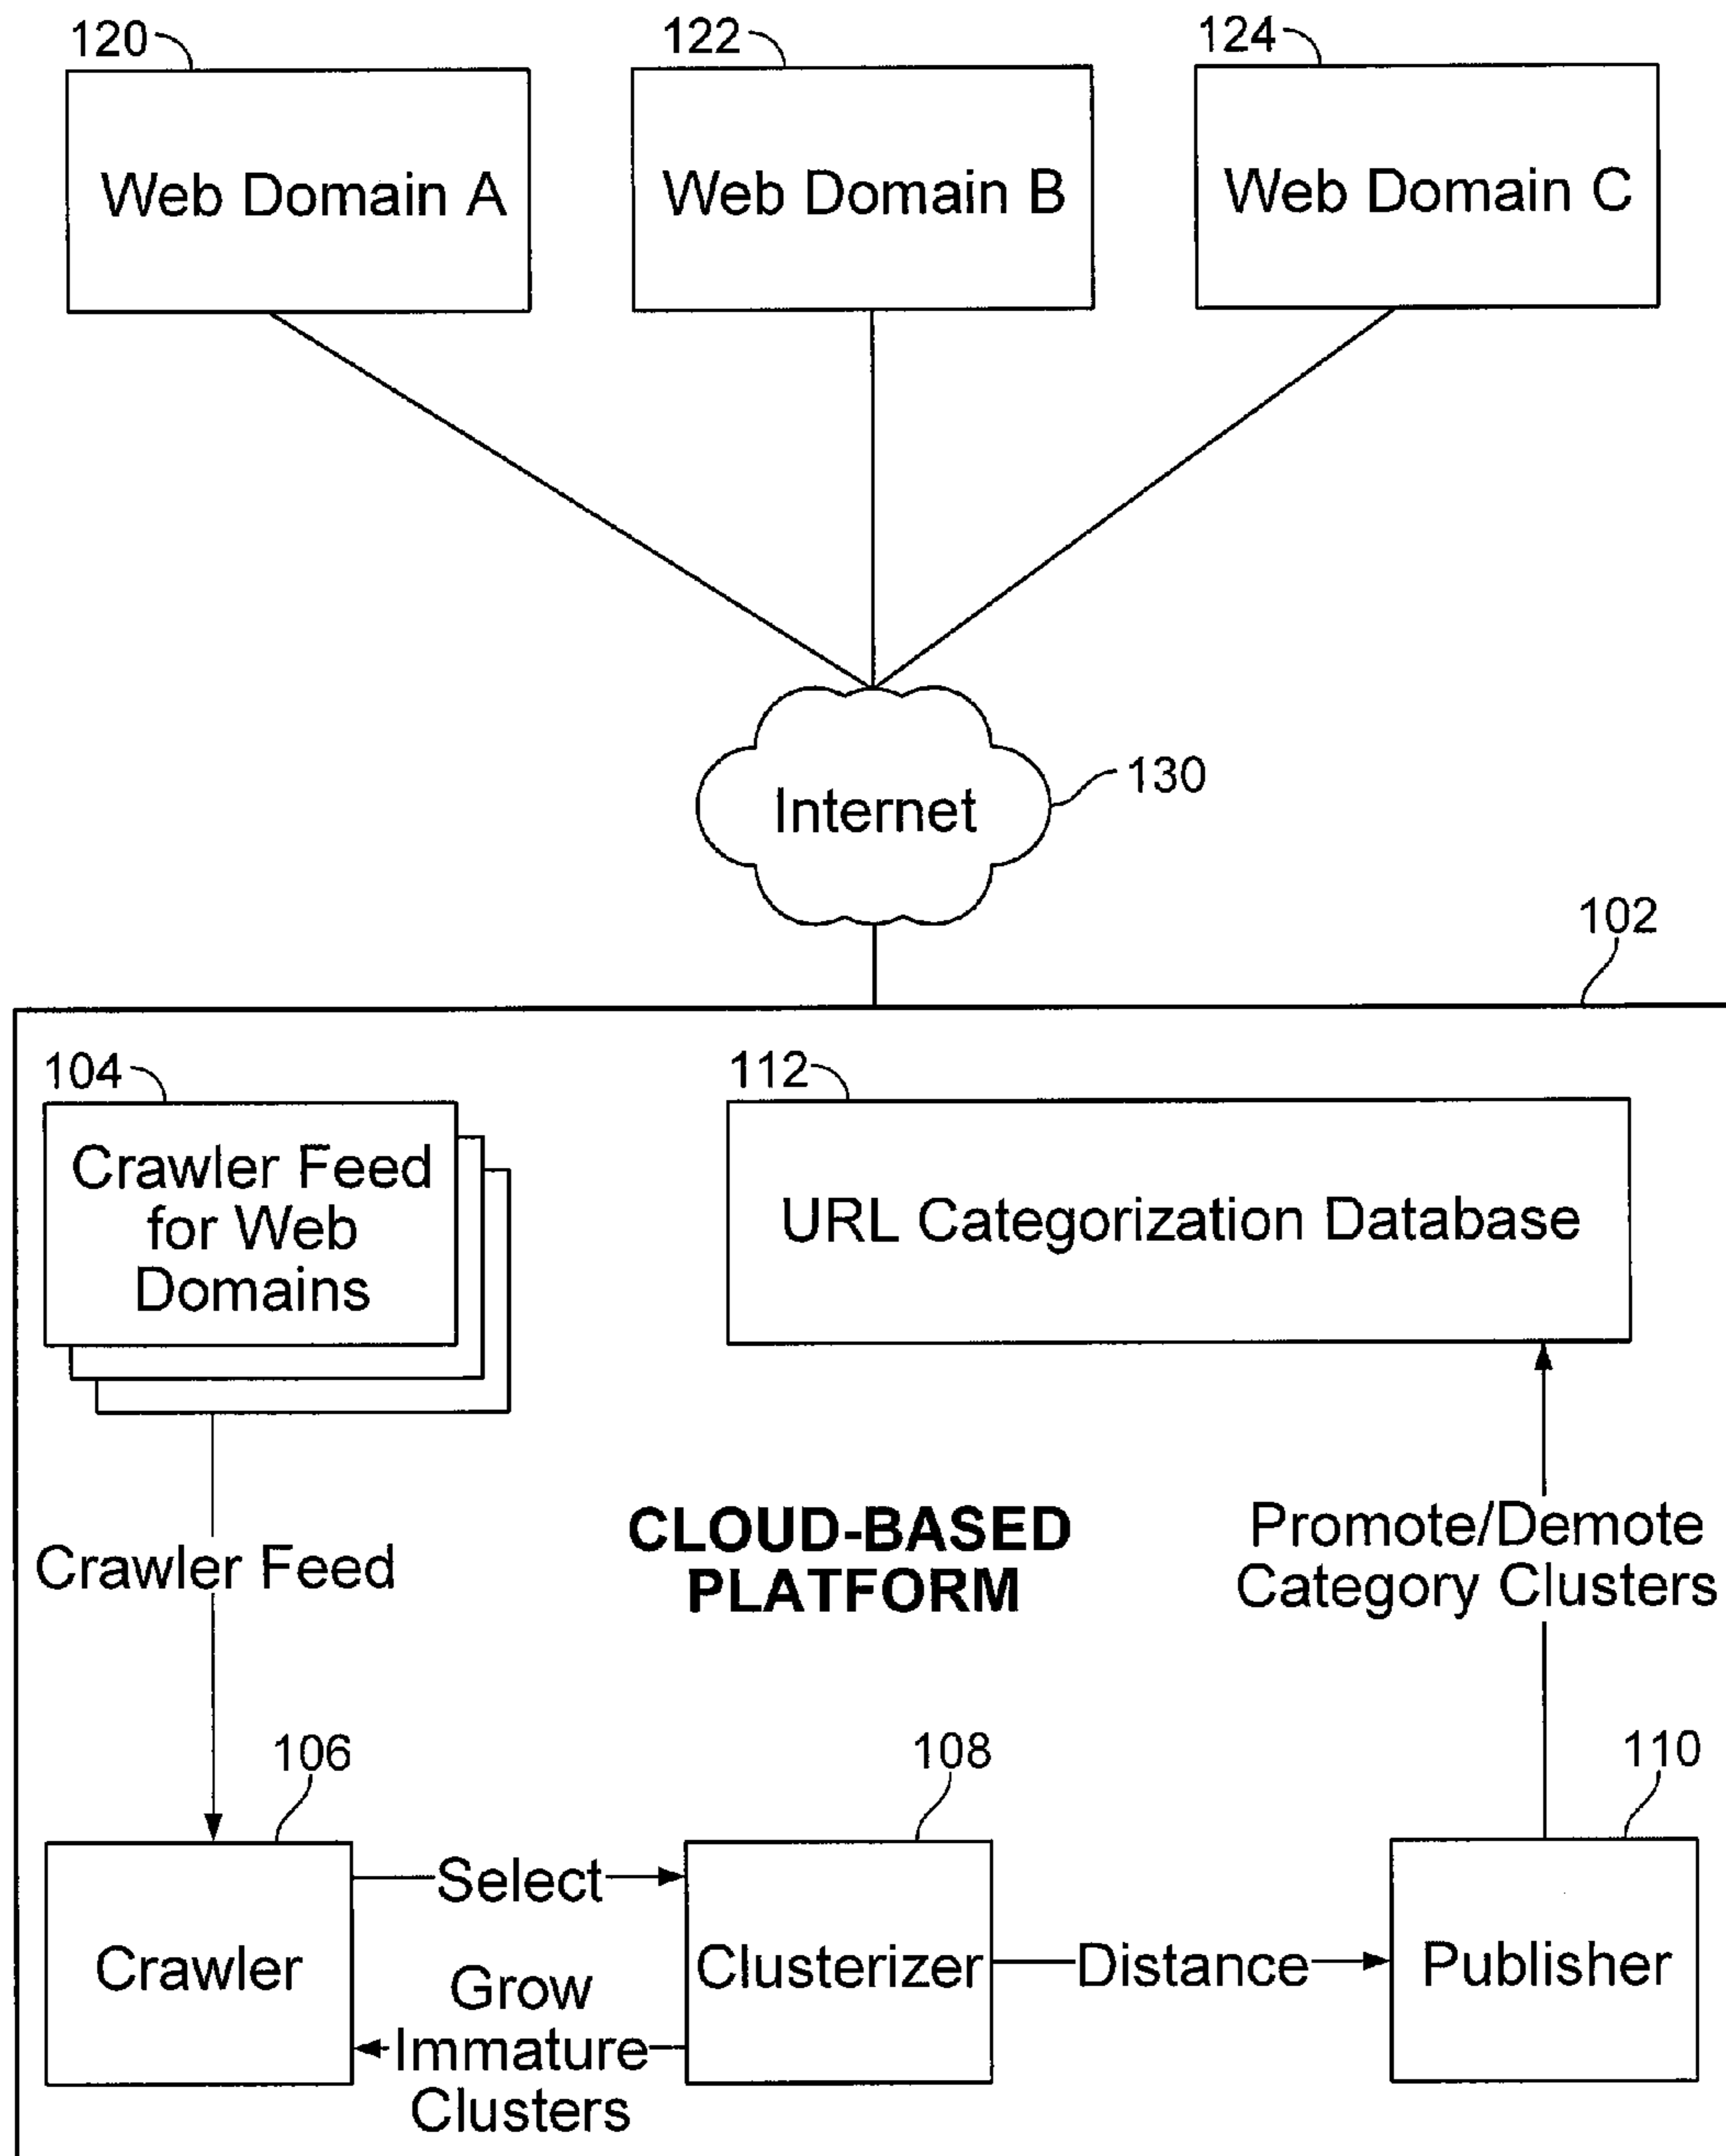 120
122
124
Web Domain A
Web Domain B
Web Domain C
Internet
130
102
104
112
Crawler Feed
for Web
Domains
URL Categorization Database
Crawler Feed
CLOUD-BASED
PLATFORM
Promote/Demote
Category Clusters
106
108
110
Select
Crawler
Grow
Immature
Clusters
Clusterizer
Distance
Publisher